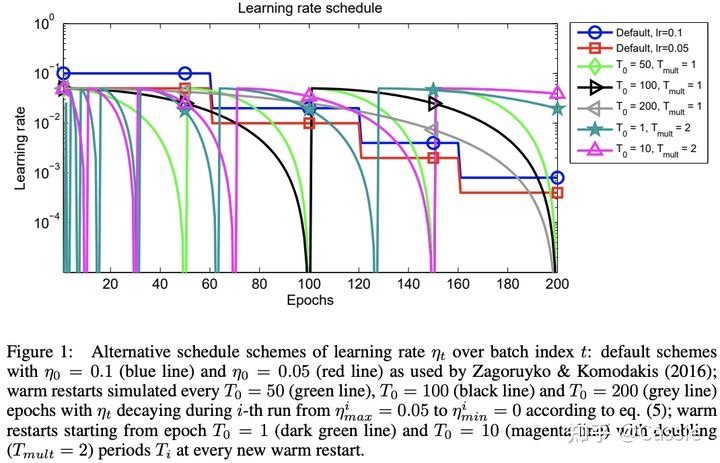 Learning rate schedule
10⁰
Default, lr=0.1
Default, lr=0.05
T₀ = 50, Tmult = 1
T₀ = 100, Tmult = 1
T₀ = 200, Tmult = 1
T₀ = 1, Tmult = 2
T₀ = 10, Tmult = 2
10⁻¹
10⁻²
10⁻³
10⁻⁴
Learning rate
20 40 60 80 100 120 140 160 180 200
Epochs
Figure 1: Alternative schedule schemes of learning rate ηt over batch index t: default schemes
with η0 = 0.1 (blue line) and η0 = 0.05 (red line) as used by Zagoruyko & Komodakis (2016);
warm restarts simulated every T0 = 50 (green line), T0 = 100 (black line) and T0 = 200 (grey line)
epochs with ηt decaying during i-th run from η^i_max = 0.05 to η^i_min = 0 according to eq. (5); warm
restarts starting from epoch T0 = 1 (dark green line) and T0 = 10 (magenta line) with doubling
(Tmult = 2) periods Ti at every new warm restart.
知乎